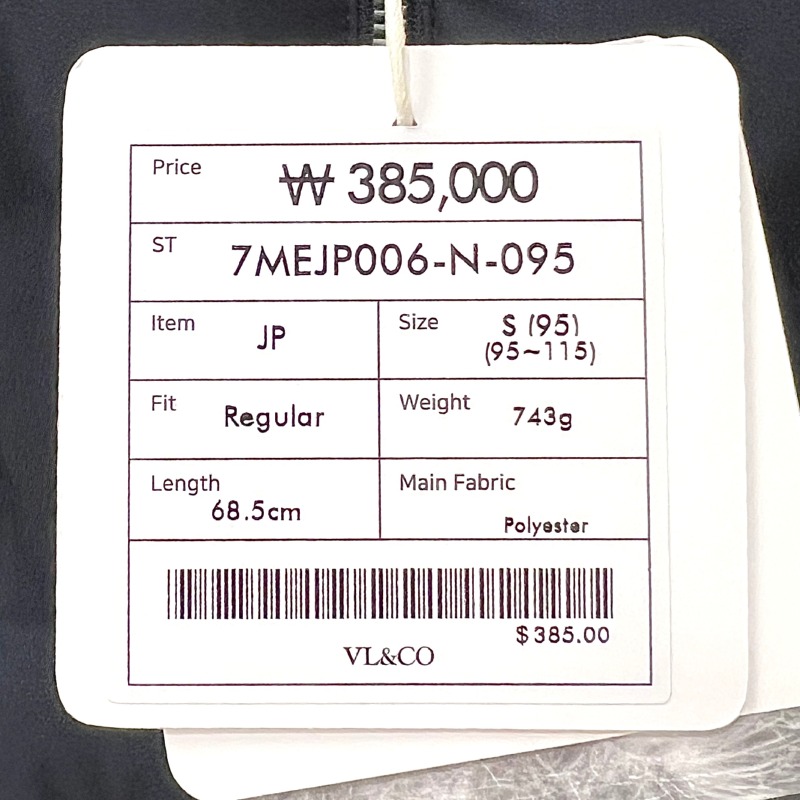 Price ₩ 385,000
ST 7MEJP006-N-095
Item JP
Size S (95)
(95~115)
Fit Regular
Weight 743g
Length
68.5cm
Main Fabric
Polyester
$385.00
VL&CO